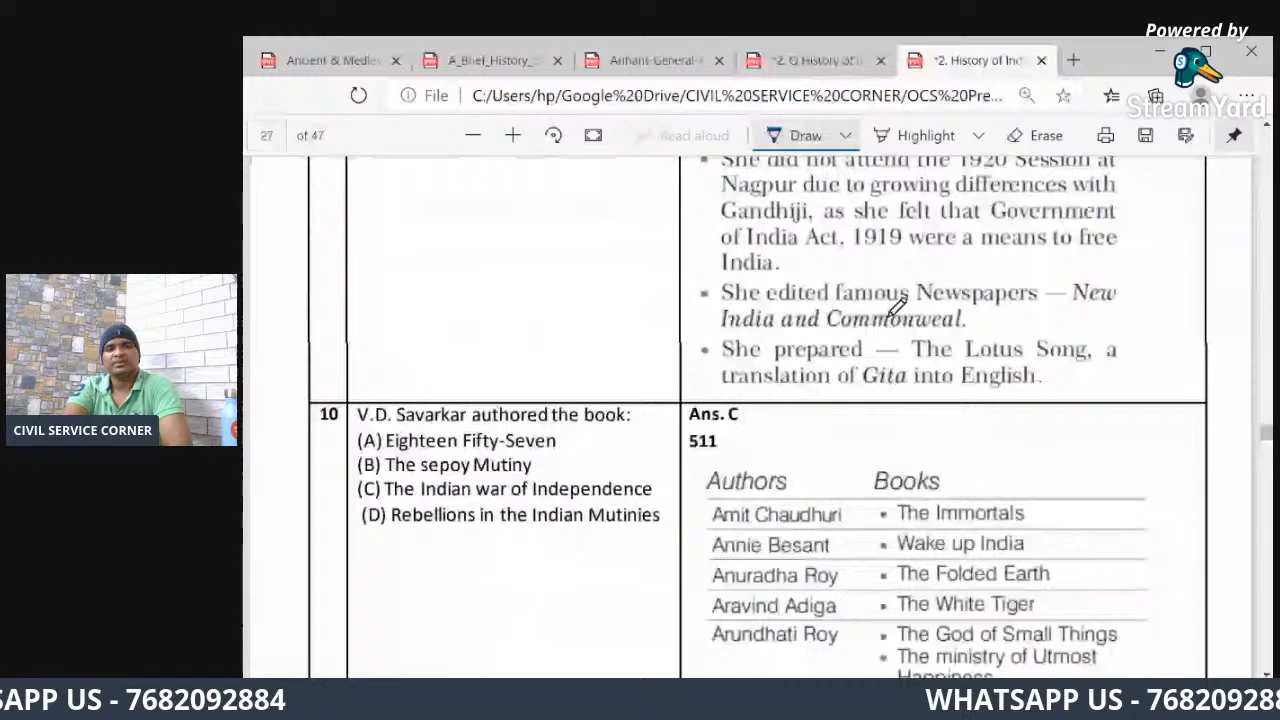 Powered by
StreamYard
Ancient & Medie
A_Brief_History_
Arihant-General-
*2. Q.History of I
*2. History of Ind
File
C:/Users/hp/Google%20Drive/CIVIL%20SERVICE%20CORNER/OCS%20Pre...
27 of 47
Read aloud
Draw
Highlight
Erase
She did not attend the 1920 Session at
Nagpur due to growing differences with
Gandhiji, as she felt that Government
of India Act, 1919 were a means to free
India.
She edited famous Newspapers — New
India and Commonweal.
She prepared — The Lotus Song, a
translation of Gita into English.
10
V.D. Savarkar authored the book:
(A) Eighteen Fifty-Seven
(B) The sepoy Mutiny
(C) The Indian war of Independence
(D) Rebellions in the Indian Mutinies
Ans. C
511
Authors Books
Amit Chaudhuri • The Immortals
Annie Besant • Wake up India
Anuradha Roy • The Folded Earth
Aravind Adiga • The White Tiger
Arundhati Roy • The God of Small Things
• The ministry of Utmost
Happiness
CIVIL SERVICE CORNER
SAPP US - 7682092884
WHATSAPP US - 768209288